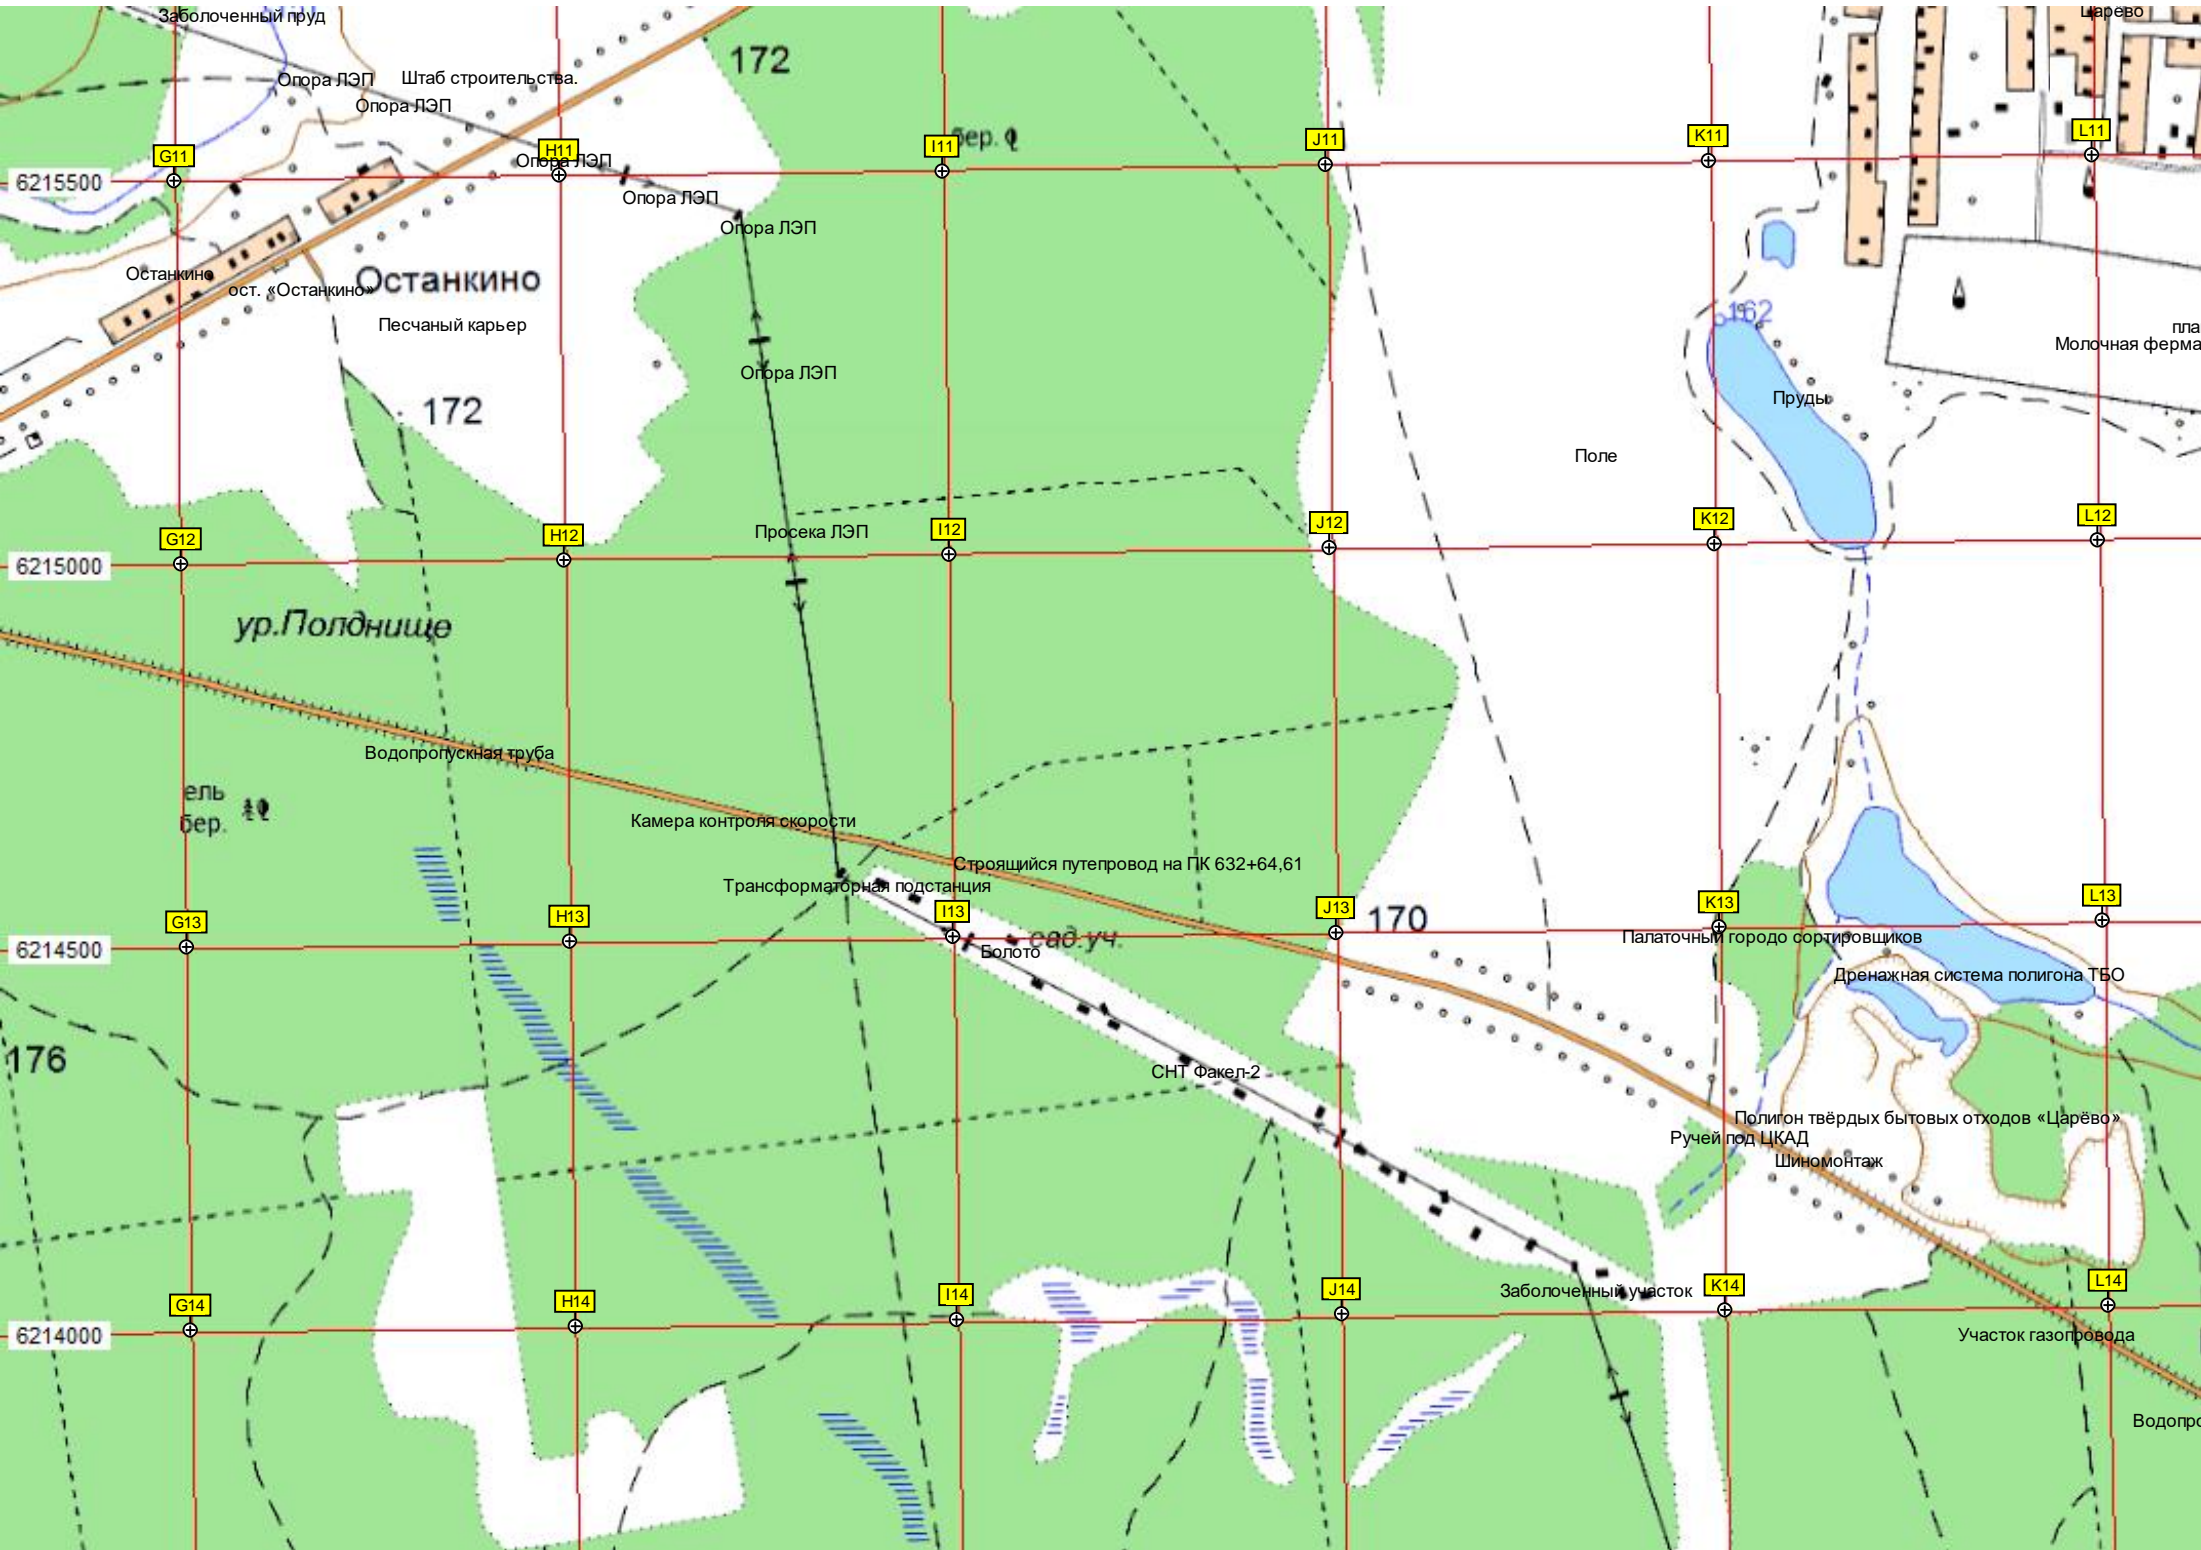 Заболоченный пруд
Царево
172
Опора ЛЭП
Штаб строительства.
Опора ЛЭП
бер.
G11
H11
I11
J11
K11
L11
Опора ЛЭП
6215500
Опора ЛЭП
Опора ЛЭП
Останкино
Останкино
ост. «Останкино»
162
Песчаный карьер
пла
Молочная ферма
Опора ЛЭП
172
Пруды
Поле
G12
H12
I12
J12
K12
L12
Просека ЛЭП
6215000
ур.Полднище
Водопропускная труба
ель
бер.
Камера контроля скорости
Строящийся путепровод на ПК 632+64,61
Трансформаторная подстанция
G13
H13
I13
J13
K13
L13
170
6214500
сад.уч.
Болото
Палаточный городо сортировщиков
Дренажная система полигона ТБО
176
СНТ Факел-2
Полигон твёрдых бытовых отходов «Царёво»
Ручей под ЦКАД
Шиномонтаж
G14
H14
I14
J14
K14
L14
Заболоченный участок
6214000
Участок газопровода
Водопро